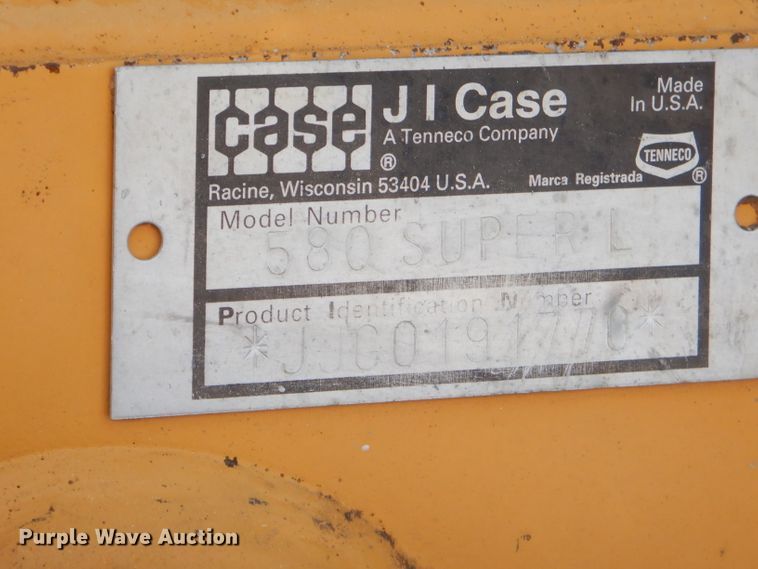 case
®
J I Case
A Tenneco Company
Made
In U.S.A.
TENNECO
®
Racine, Wisconsin 53404 U.S.A.
Marca Registrada
Model Number
580 SUPER L
Product Identification Number
*JJG0191770*
Purple Wave Auction